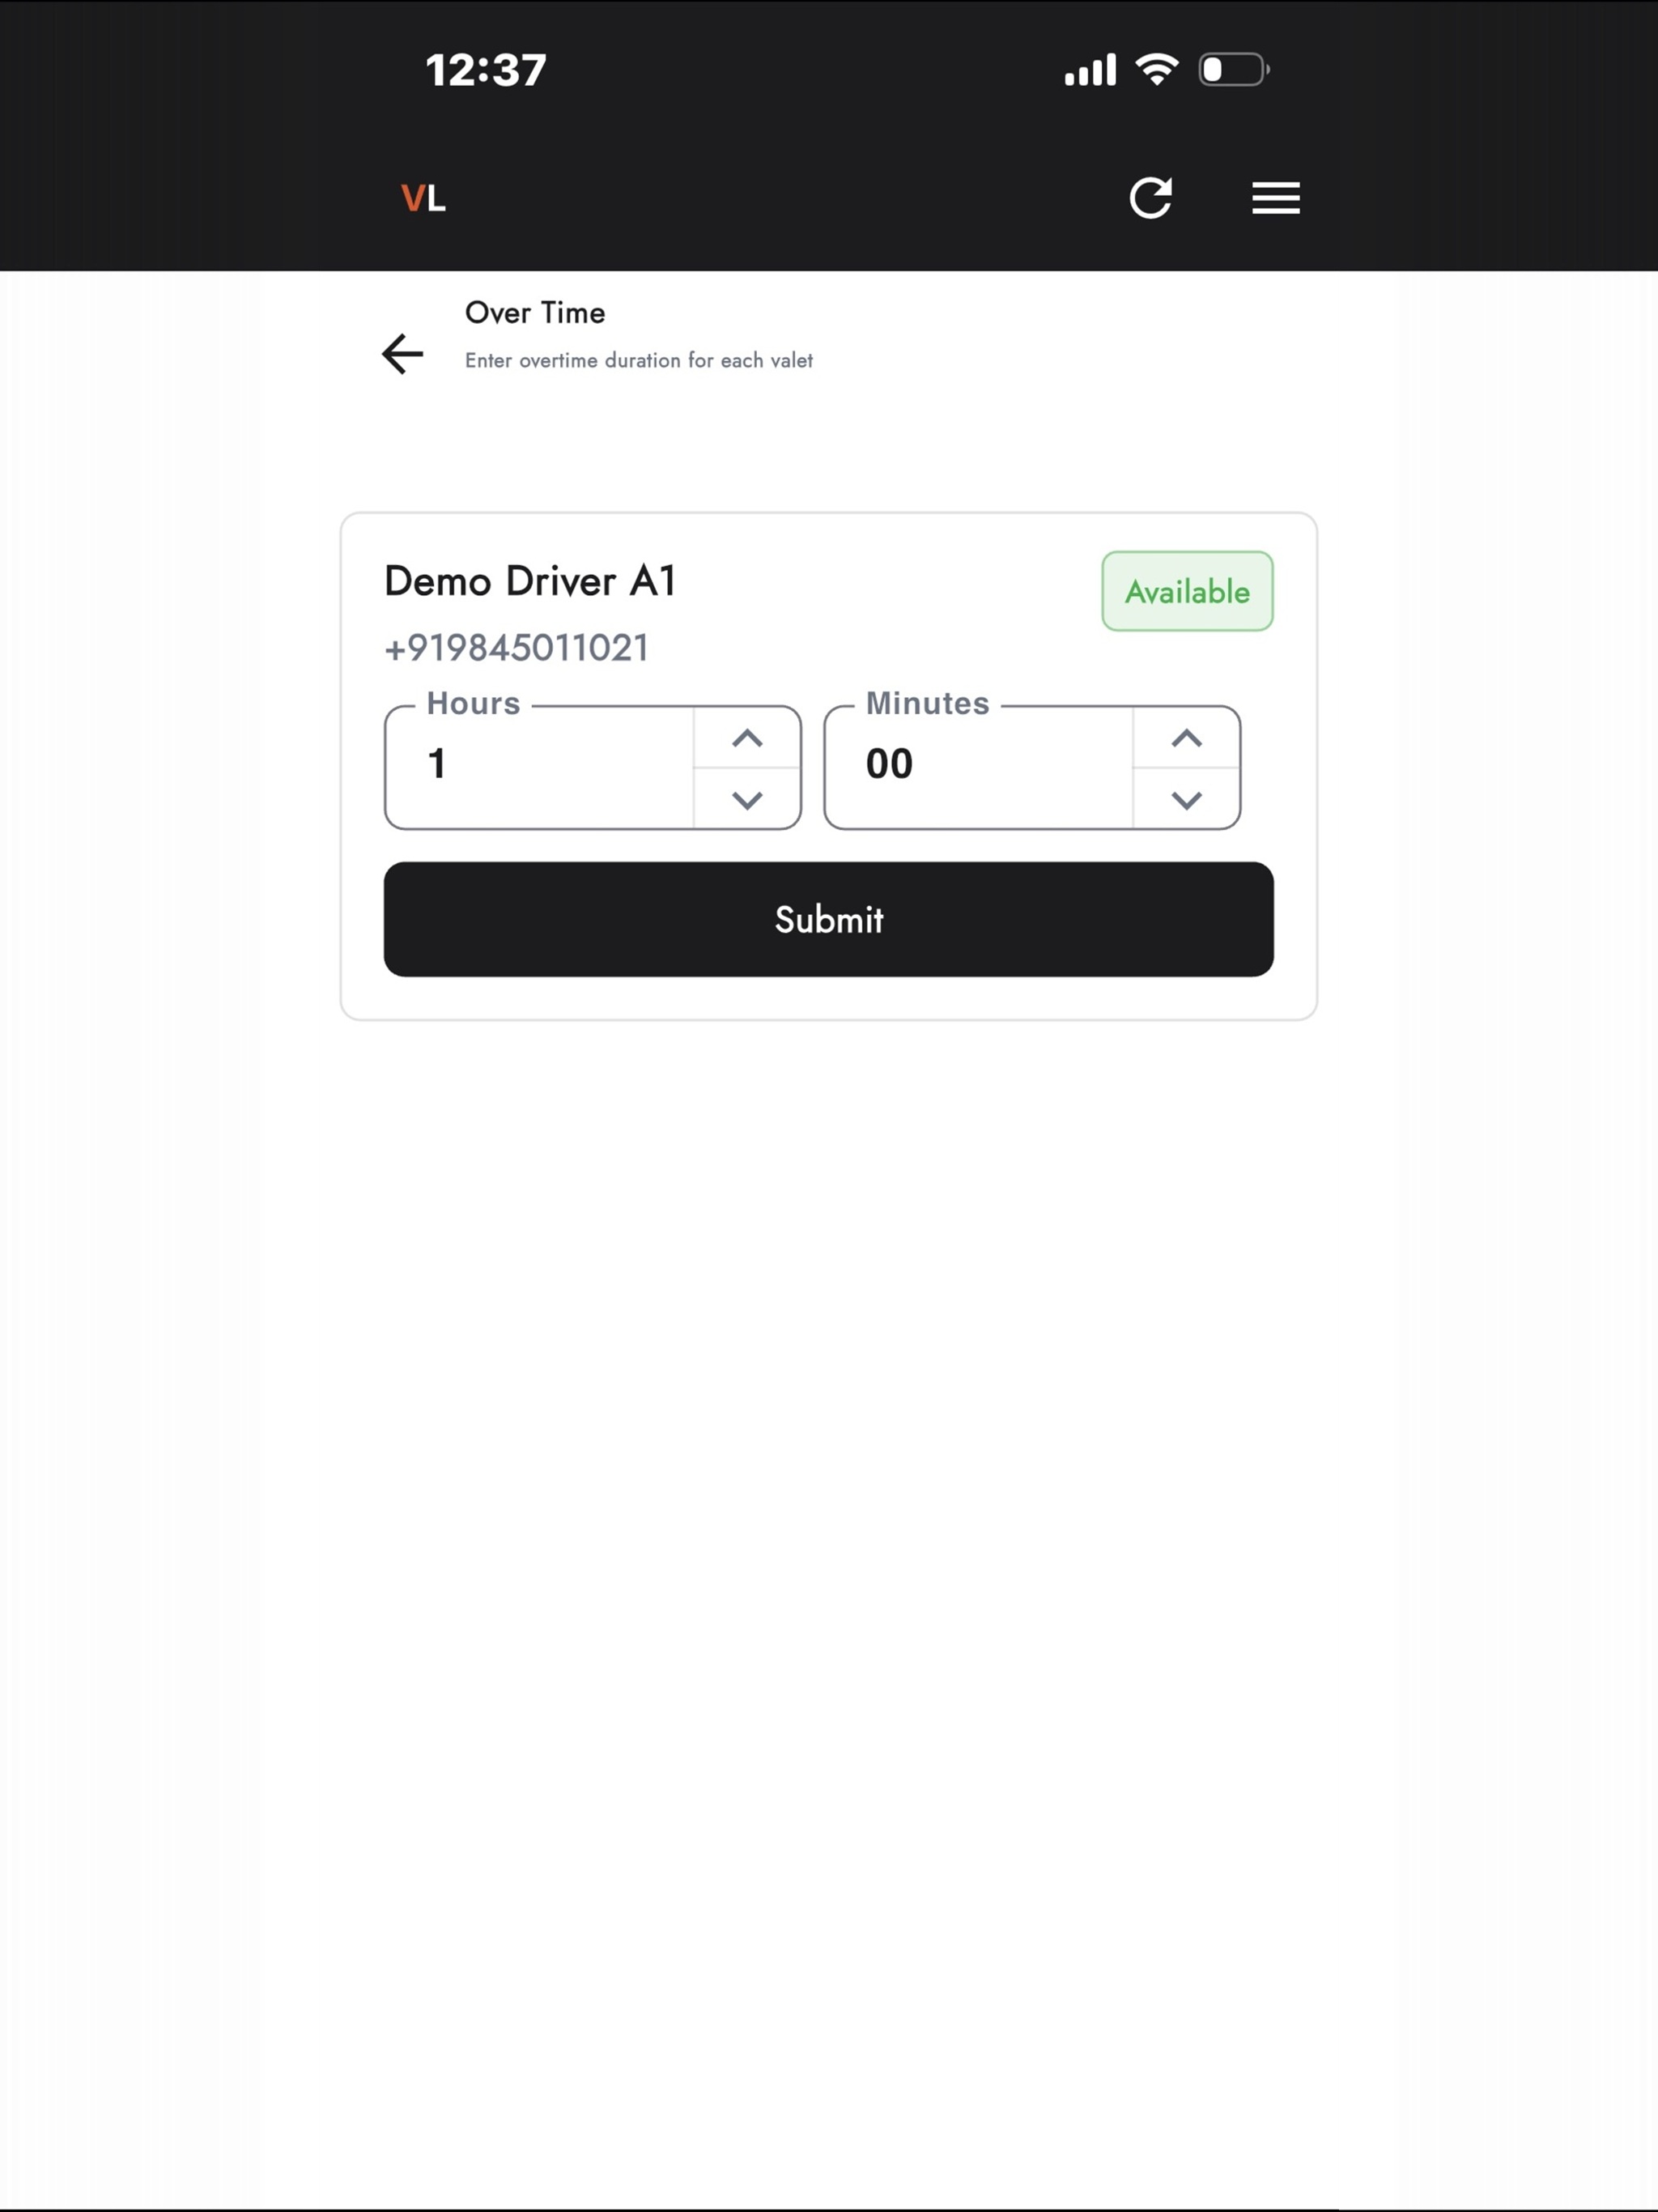 12:37
VL
Over Time
Enter overtime duration for each valet
Demo Driver A1
Available
+919845011021
Hours
Minutes
1
00
Submit